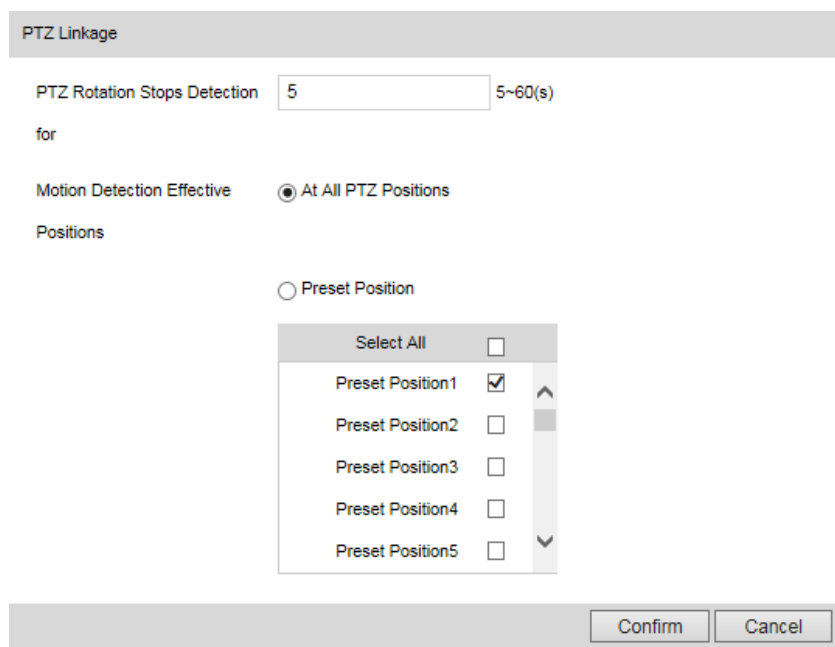 PTZ Linkage
PTZ Rotation Stops Detection 5 5~60(s)
for
Motion Detection Effective At All PTZ Positions
Positions
Preset Position
Select All
Preset Position1
Preset Position2
Preset Position3
Preset Position4
Preset Position5
Confirm Cancel